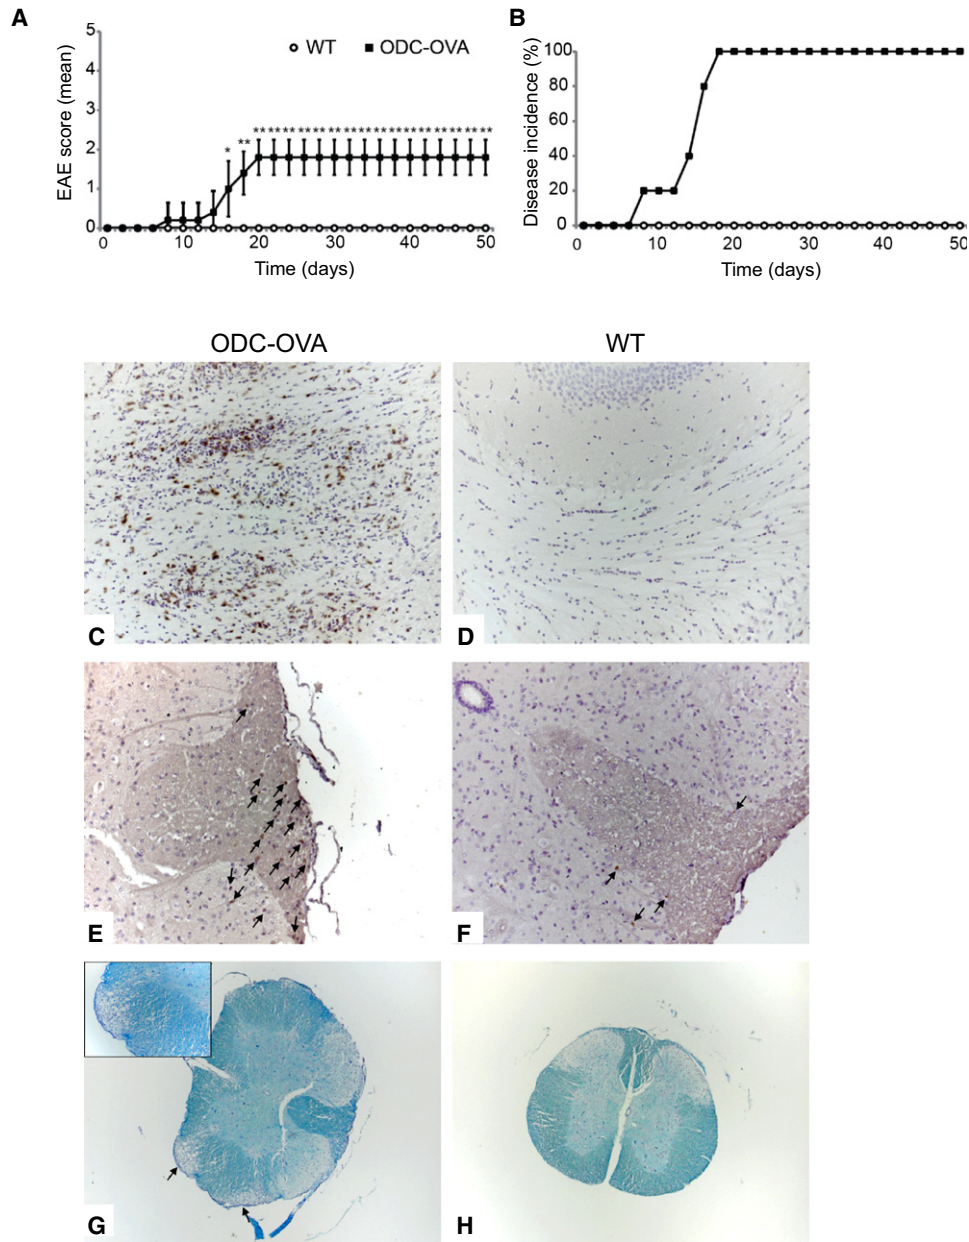 A
B
5
4
3
2
1
0
EAE score (mean)
WT
ODC-OVA
*
**
** ** ** ** ** ** ** ** ** ** ** ** ** ** ** **
0 10 20 30 40 50
Time (days)
100
80
60
40
20
0
Disease incidence (%)
0 10 20 30 40 50
Time (days)
ODC-OVA WT
C
D
E
F
G
H